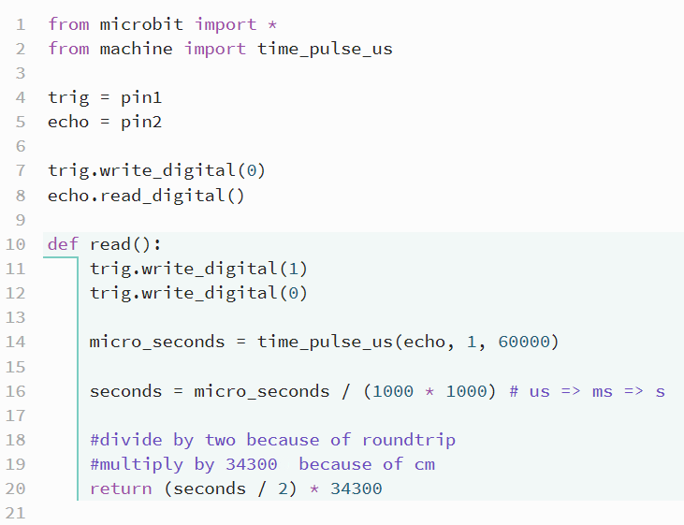 1 from microbit import *
2 from machine import time_pulse_us
3
4 trig = pin1
5 echo = pin2
6
7 trig.write_digital(0)
8 echo.read_digital()
9
10 def read():
11     trig.write_digital(1)
12     trig.write_digital(0)
13
14     micro_seconds = time_pulse_us(echo, 1, 60000)
15
16     seconds = micro_seconds / (1000 * 1000) # us => ms => s
17
18     #divide by two because of roundtrip
19     #multiply by 34300  because of cm
20     return (seconds / 2) * 34300
21